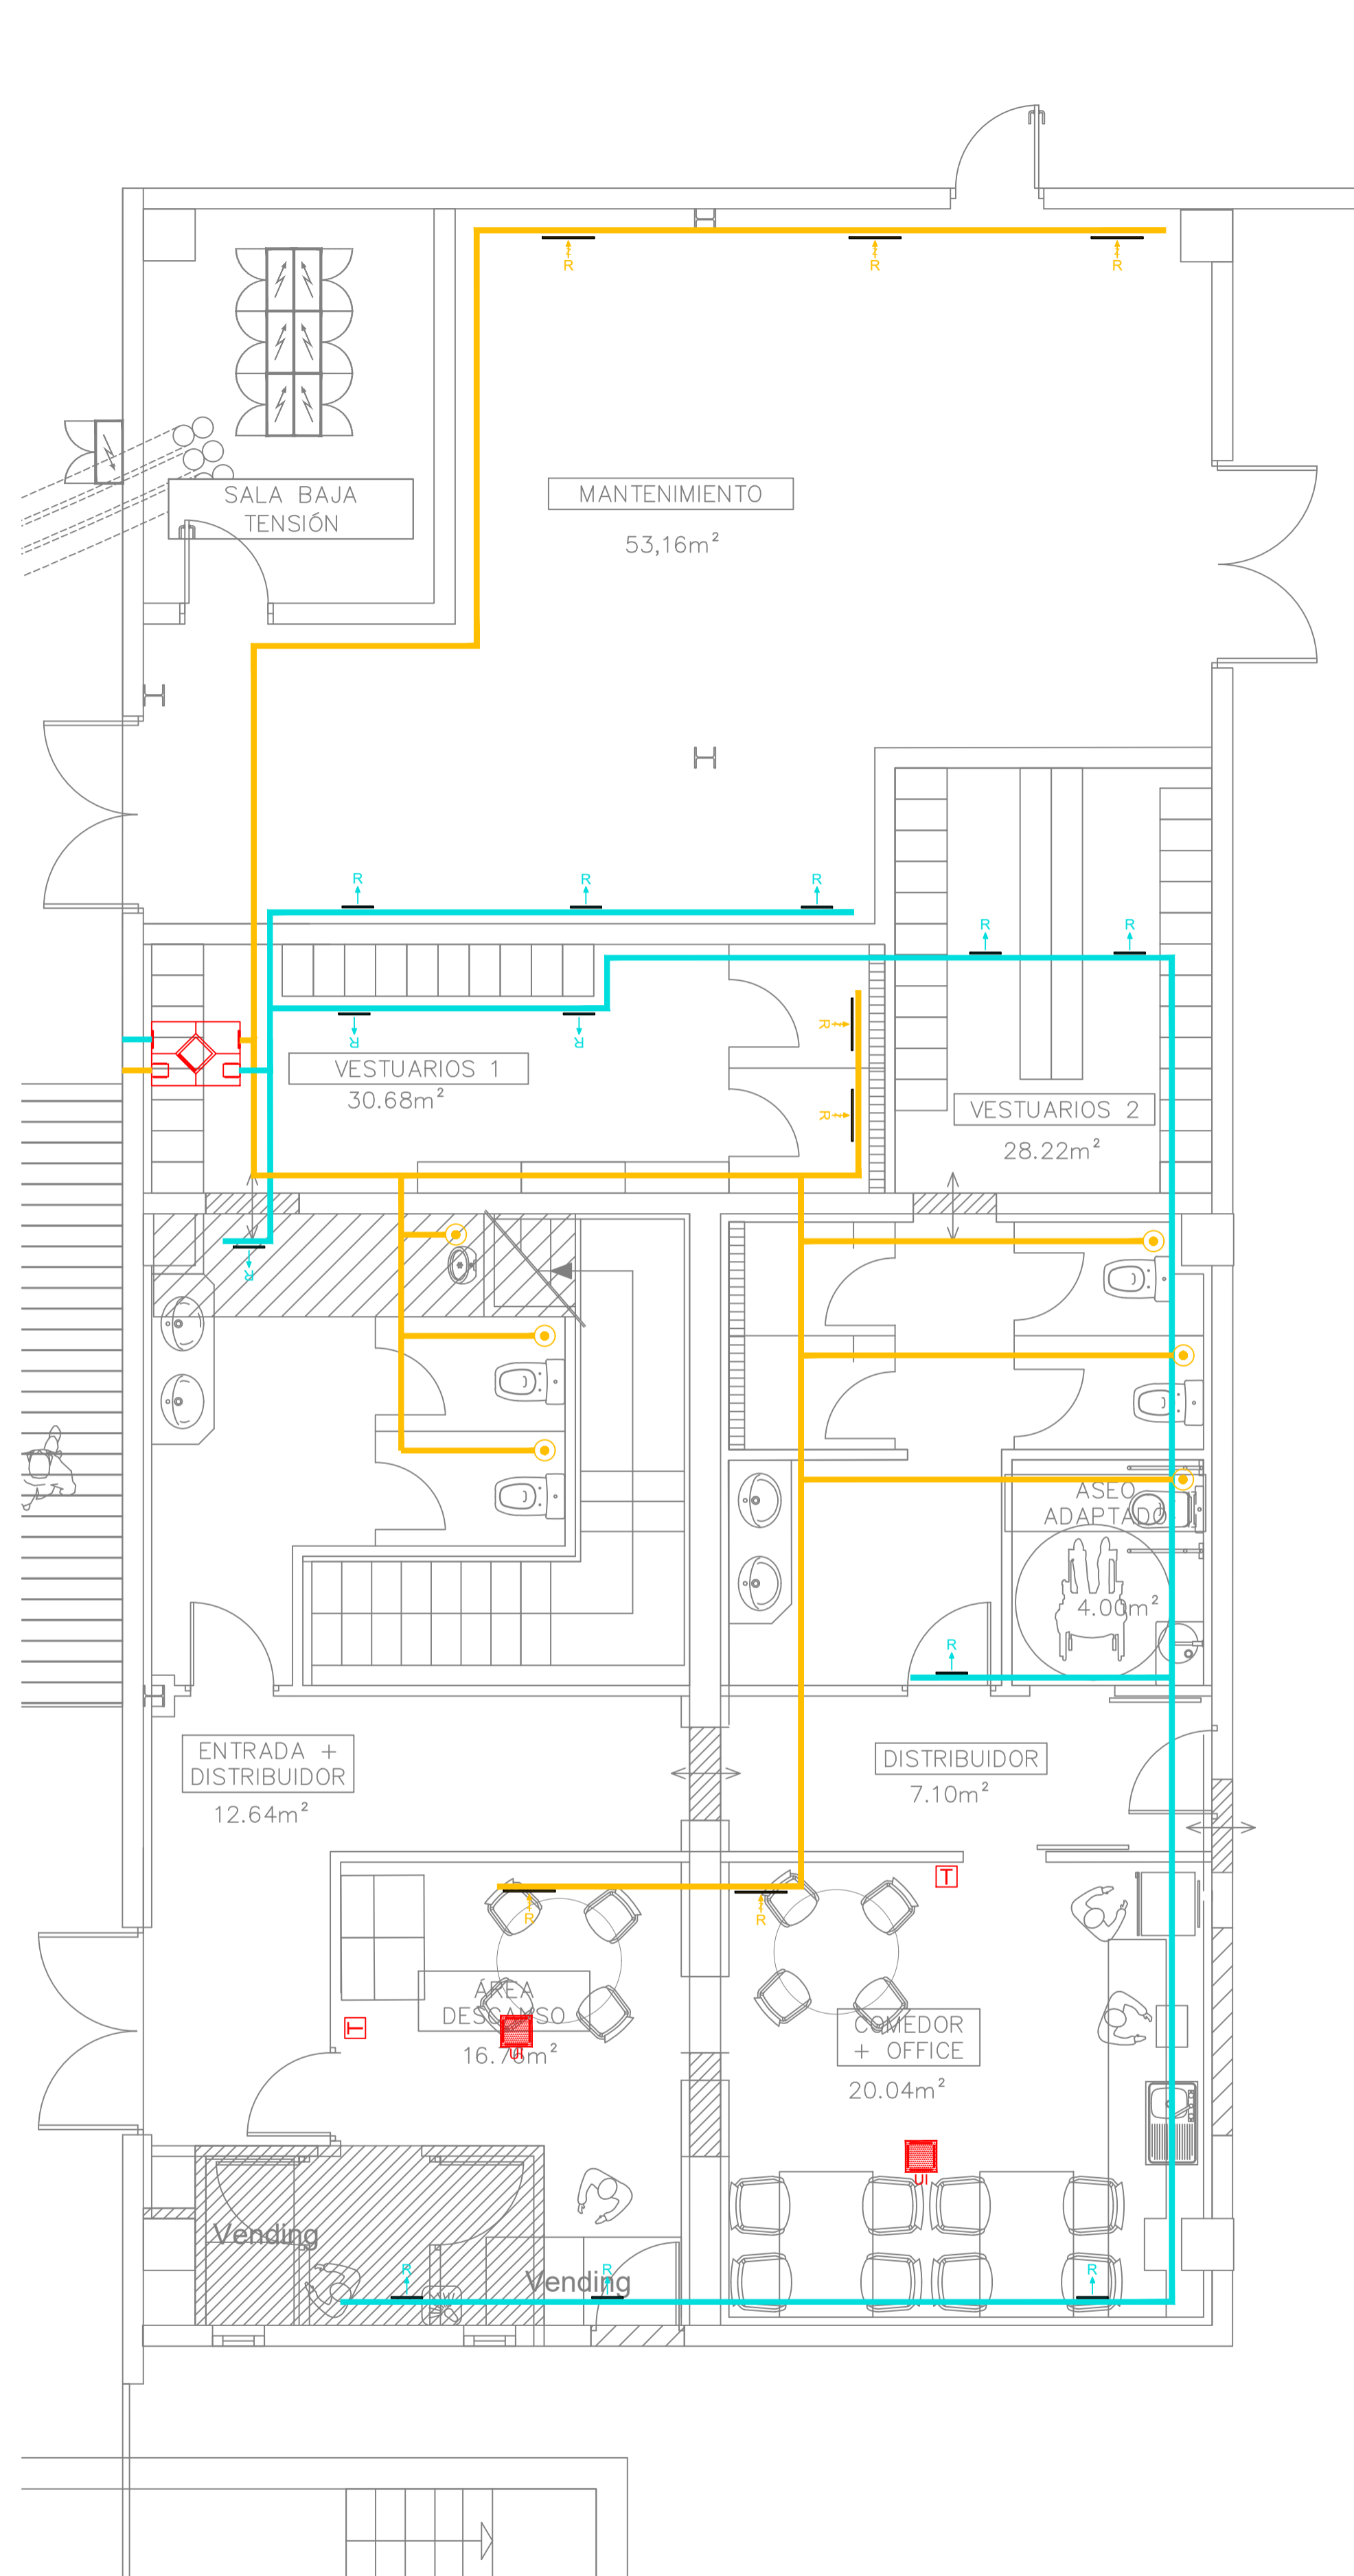 R
R
R
SALA BAJA
TENSIÓN
MANTENIMIENTO
53,16m²
R
R
R
R
R
R
R
R
R
VESTUARIOS 1
30.68m²
VESTUARIOS 2
28.22m²
R
ASEO
ADAPTADO
4.00m²
R
ENTRADA +
DISTRIBUIDOR
12.64m²
DISTRIBUIDOR
7.10m²
T
R
R
ÁREA
DESCANSO
T
UI
COMEDOR
+ OFFICE
20.04m²
UI
Vending
R
R
R
Vending